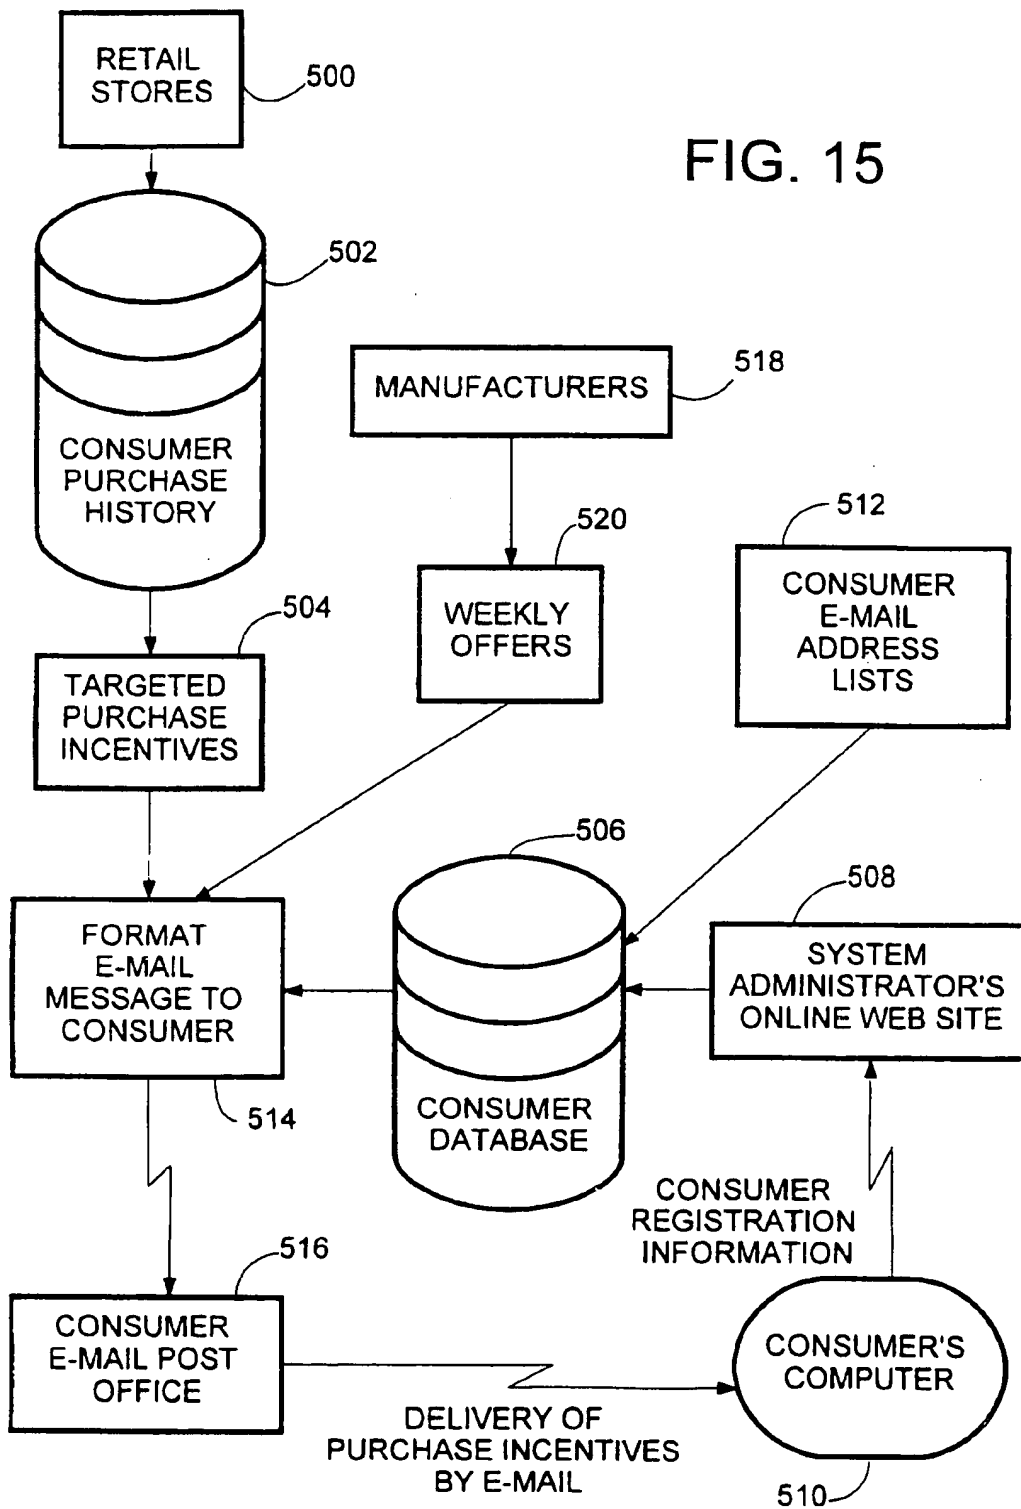 RETAIL
STORES
500
FIG. 15
502
CONSUMER
PURCHASE
HISTORY
MANUFACTURERS
518
520
WEEKLY
OFFERS
512
CONSUMER
E-MAIL
ADDRESS
LISTS
504
TARGETED
PURCHASE
INCENTIVES
506
CONSUMER
DATABASE
508
SYSTEM
ADMINISTRATOR'S
ONLINE WEB SITE
FORMAT
E-MAIL
MESSAGE TO
CONSUMER
514
CONSUMER
REGISTRATION
INFORMATION
516
CONSUMER
E-MAIL POST
OFFICE
DELIVERY OF
PURCHASE INCENTIVES
BY E-MAIL
CONSUMER'S
COMPUTER
510